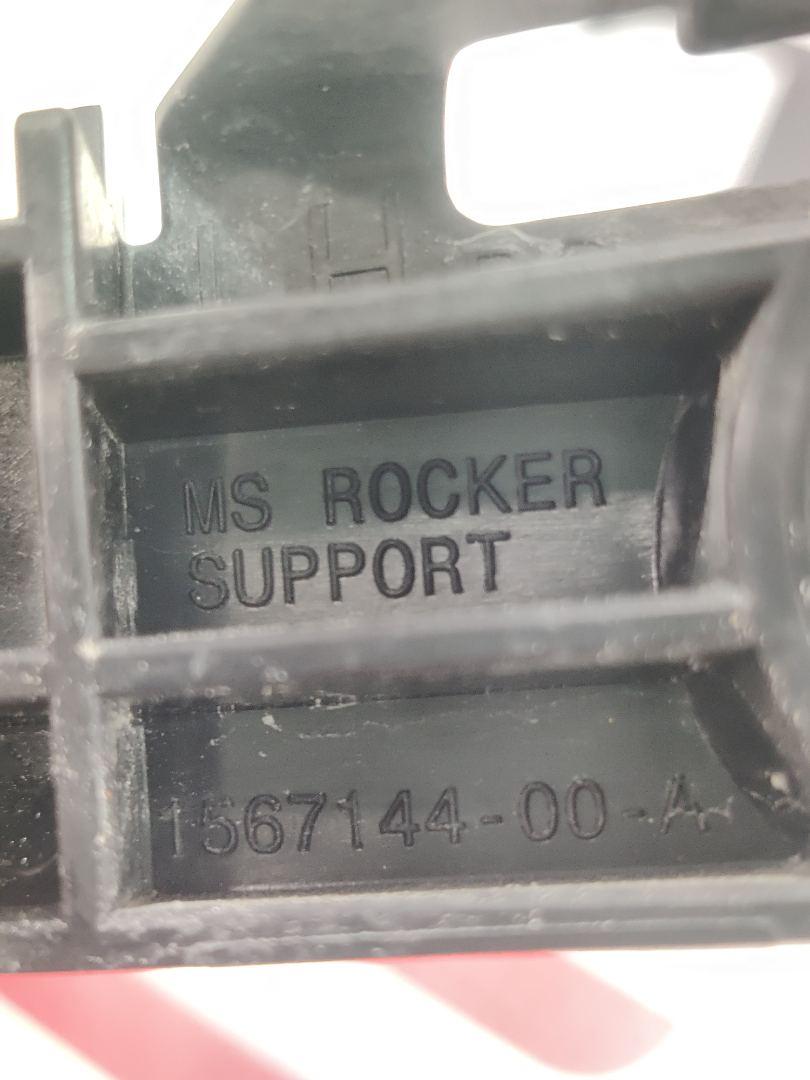 MS ROCKER
SUPPORT
1567144-00-A